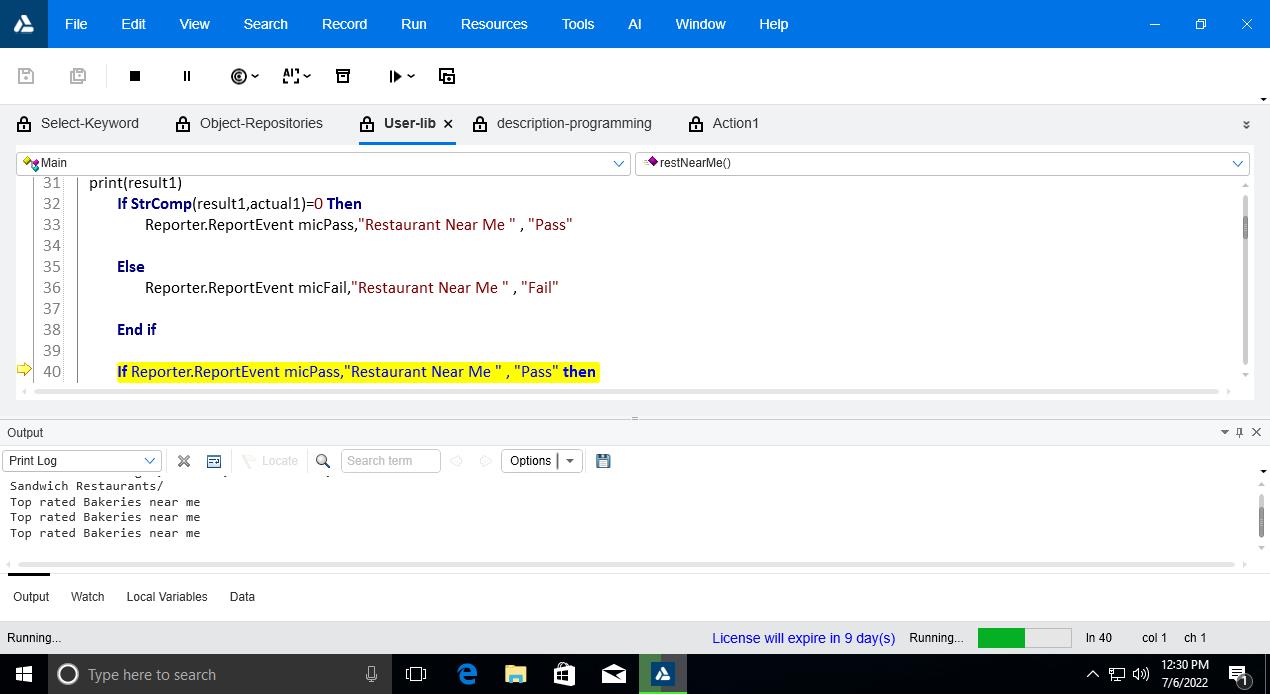 File Edit View Search Record Run Resources Tools AI Window Help
Select-Keyword Object-Repositories User-lib description-programming Action1
Main restNearMe()
31 print(result1)
32 If StrComp(result1,actual1)=0 Then
33 Reporter.ReportEvent micPass,"Restaurant Near Me " , "Pass"
34
35 Else
36 Reporter.ReportEvent micFail,"Restaurant Near Me " , "Fail"
37
38 End if
39
40 If Reporter.ReportEvent micPass,"Restaurant Near Me " , "Pass" then
Output
Print Log Locate Search term Options
Sandwich Restaurants/
Top rated Bakeries near me
Top rated Bakeries near me
Top rated Bakeries near me
Output Watch Local Variables Data
Running... License will expire in 9 day(s) Running... ln 40 col 1 ch 1
Type here to search
12:30 PM
7/6/2022
1